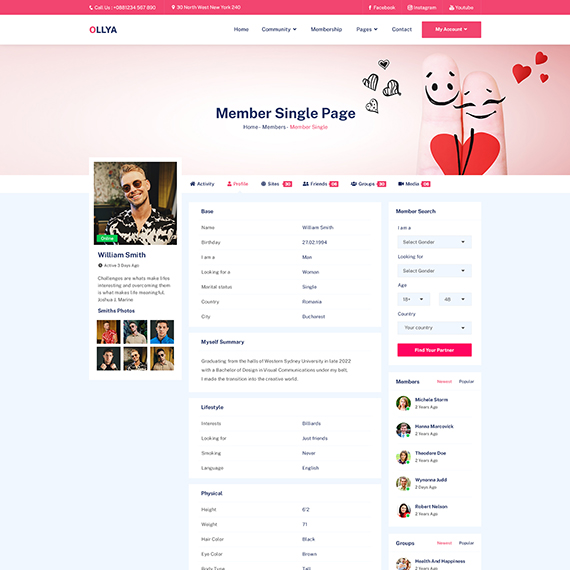 Call Us : +0881234 567 890
30 North West New York 240
Facebook
Instagram
Youtube
OLLYA
Home
Community
Membership
Pages
Contact
My Account
Member Single Page
Home - Members - Member Single
Activity
Profile
Sites 30
Friends 06
Groups 30
Media 06
Online
William Smith
Active 3 Days Ago
Challenges are whats make lifes
interesting and overcoming them
is what makes life meaningful.
Joshua J. Marine
Smiths Photos
Base
Name William Smith
Birthday 27.02.1994
I am a Man
Looking for a Woman
Marital status Single
Country Romania
City Bucharest
Myself Summary
Graduating from the halls of Western Sydney University in late 2022
with a Bachelor of Design in Visual Communications under my belt,
I made the transition into the creative world.
Lifestyle
Interests Billiards
Looking for Just friends
Smoking Never
Language English
Physical
Height 6'2
Weight 71
Hair Color Black
Eye Color Brown
Body Type Tall
Member Search
I am a
Select Gender
Looking for
Select Gender
Age
18+ 48
Country
Your country
Find Your Partner
Members Newest Popular
Michele Storm
2 Years Ago
Hanna Marcovick
2 Years Ago
Theodore Doe
2 Years Ago
Wynonna Judd
2 Days Ago
Robert Nelson
2 Years Ago
Groups Newest Popular
Health And Happiness
2 Years Ago